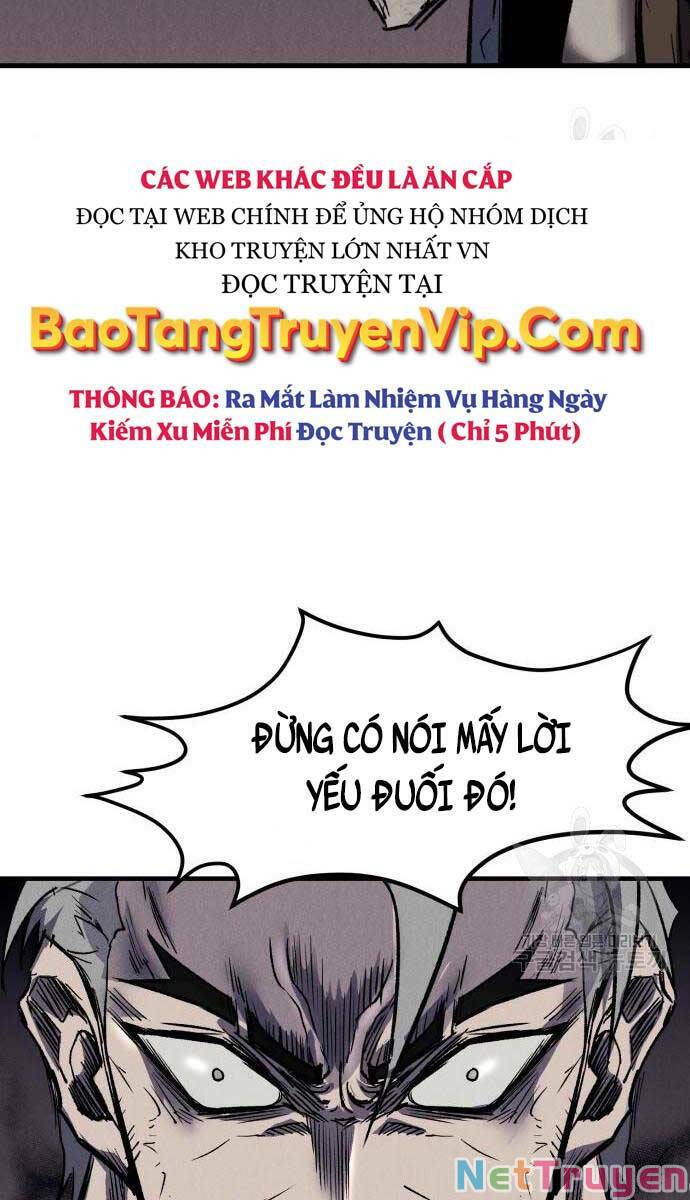 CÁC WEB KHÁC ĐỀU LÀ ĂN CẮP
ĐỌC TẠI WEB CHÍNH ĐỂ ỦNG HỘ NHÓM DỊCH
KHO TRUYỆN LỚN NHẤT VN
ĐỌC TRUYỆN TẠI
BaoTangTruyenVip.Com
THÔNG BÁO: Ra Mắt Làm Nhiệm Vụ Hàng Ngày
Kiếm Xu Miễn Phí Đọc Truyện ( Chỉ 5 Phút)
ĐỪNG CÓ NÓI MẤY LỜI
YẾU ĐUỐI ĐÓ!
NetTruyen